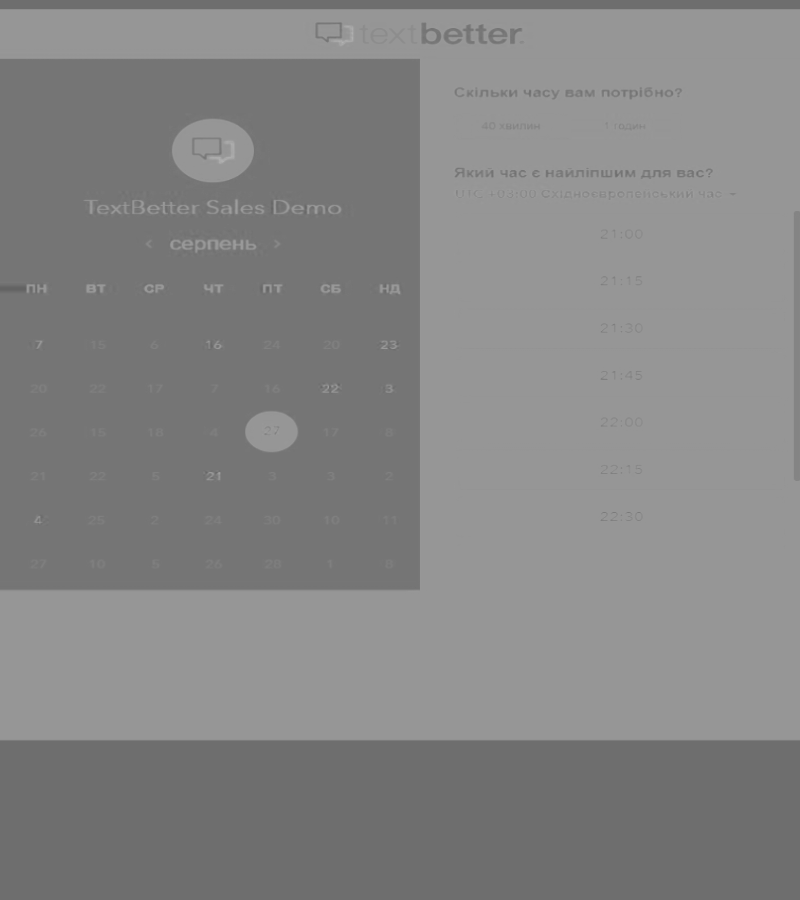 textbetter.
TextBetter Sales Demo
‹ серпень ›
ПН ВТ СР ЧТ ПТ СБ НД
7 15 6 16 24 20 23
20 22 17 7 16 22 3
26 15 18 4 27 17 8
21 22 5 21 3 3 2
4 25 2 24 30 10 11
27 10 5 26 28 1 8
Скільки часу вам потрібно?
40 хвилин 1 годин
Який час є найліпшим для вас?
UTC +03:00 Східноєвропейський час
21:00
21:15
21:30
21:45
22:00
22:15
22:30